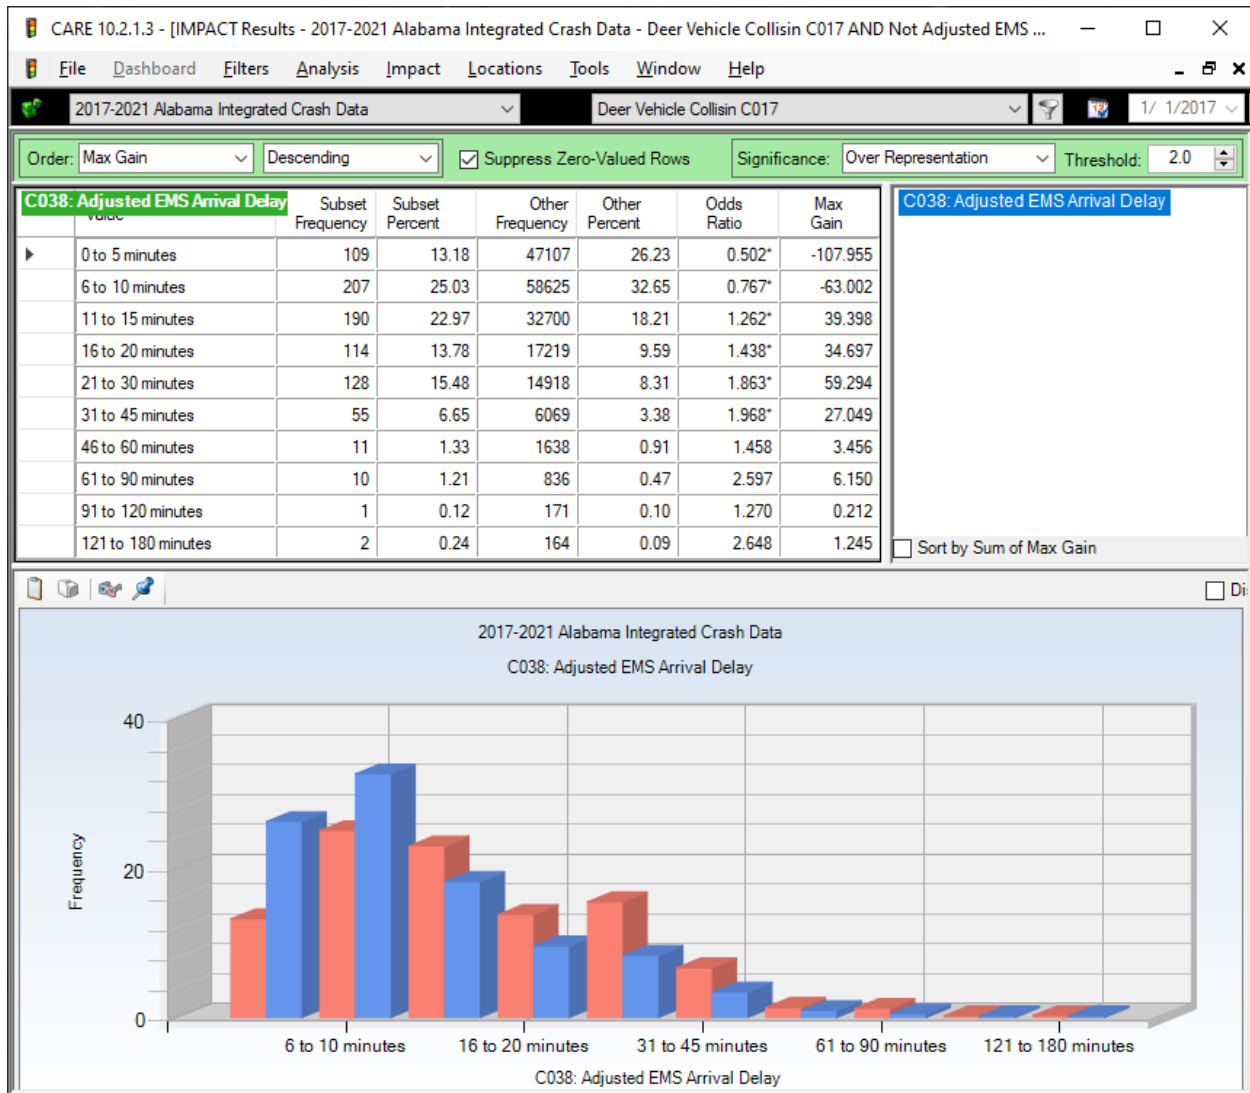 CARE 10.2.1.3 - [IMPACT Results - 2017-2021 Alabama Integrated Crash Data - Deer Vehicle Collisin C017 AND Not Adjusted EMS ...
File Dashboard Filters Analysis Impact Locations Tools Window Help
2017-2021 Alabama Integrated Crash Data Deer Vehicle Collisin C017 1/ 1/2017
Order: Max Gain Descending Suppress Zero-Valued Rows Significance: Over Representation Threshold: 2.0
C038: Adjusted EMS Arrival Delay
Value Subset Frequency Subset Percent Other Frequency Other Percent Odds Ratio Max Gain
0 to 5 minutes 109 13.18 47107 26.23 0.502* -107.955
6 to 10 minutes 207 25.03 58625 32.65 0.767* -63.002
11 to 15 minutes 190 22.97 32700 18.21 1.262* 39.398
16 to 20 minutes 114 13.78 17219 9.59 1.438* 34.697
21 to 30 minutes 128 15.48 14918 8.31 1.863* 59.294
31 to 45 minutes 55 6.65 6069 3.38 1.968* 27.049
46 to 60 minutes 11 1.33 1638 0.91 1.458 3.456
61 to 90 minutes 10 1.21 836 0.47 2.597 6.150
91 to 120 minutes 1 0.12 171 0.10 1.270 0.212
121 to 180 minutes 2 0.24 164 0.09 2.648 1.245
C038: Adjusted EMS Arrival Delay
Sort by Sum of Max Gain
Di
2017-2021 Alabama Integrated Crash Data
C038: Adjusted EMS Arrival Delay
40
20
0
Frequency
6 to 10 minutes 16 to 20 minutes 31 to 45 minutes 61 to 90 minutes 121 to 180 minutes
C038: Adjusted EMS Arrival Delay